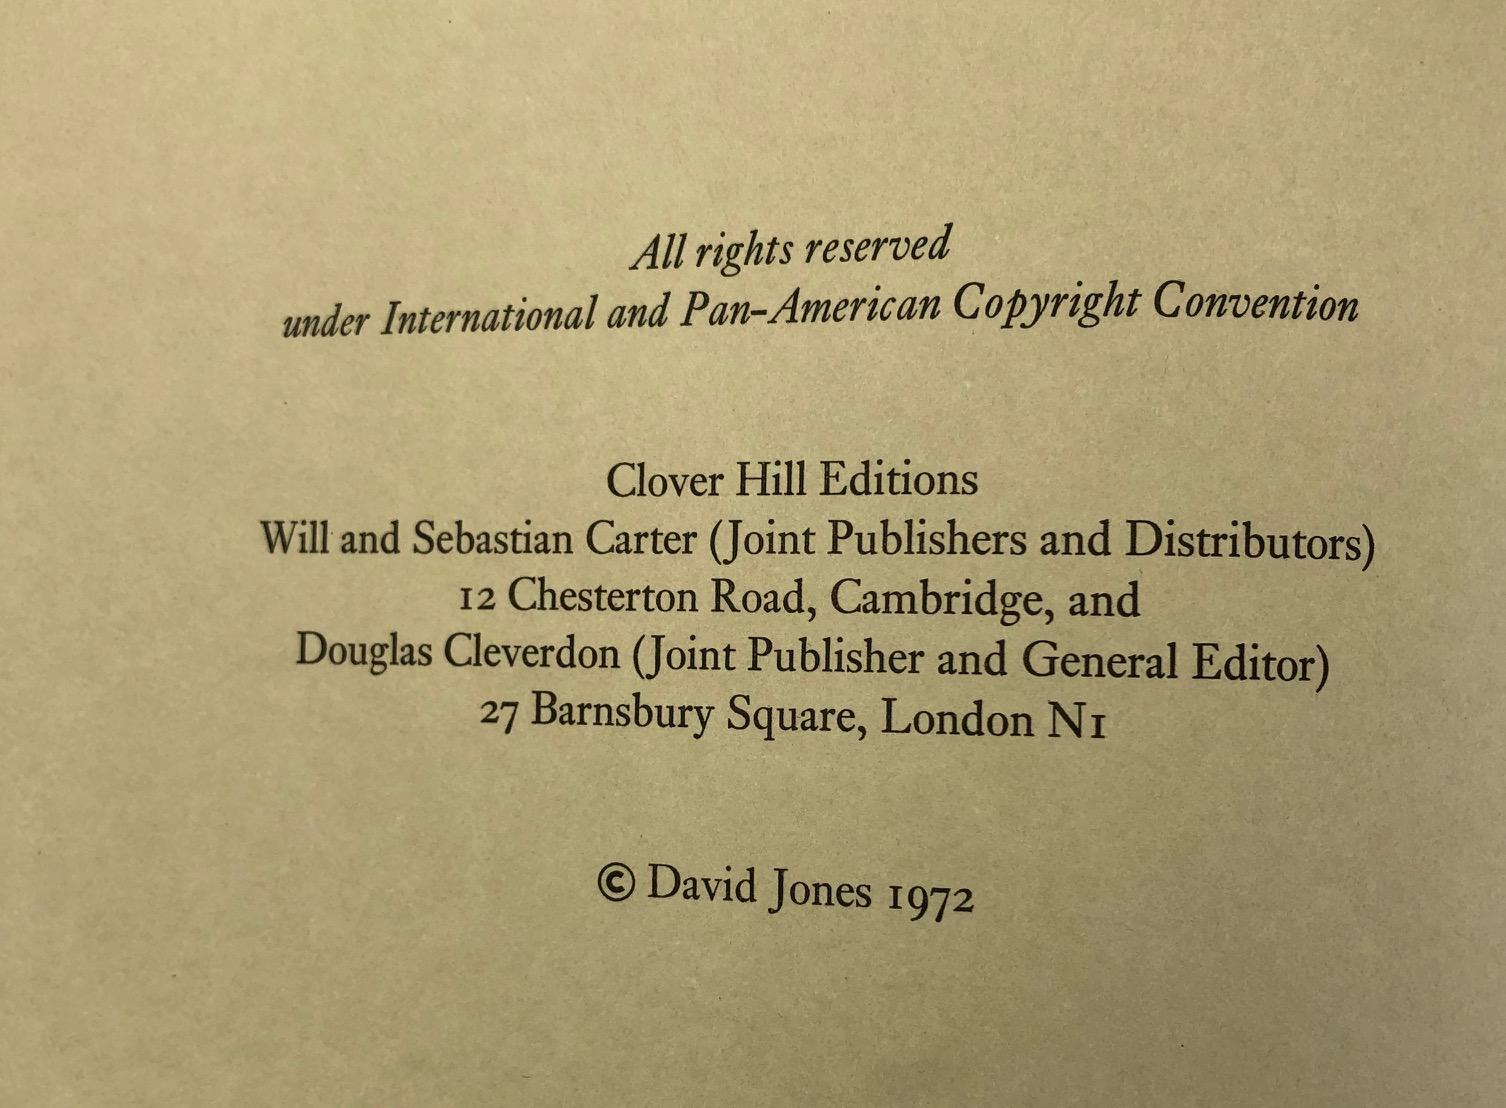 All rights reserved
under International and Pan-American Copyright Convention
Clover Hill Editions
Will and Sebastian Carter (Joint Publishers and Distributors)
12 Chesterton Road, Cambridge, and
Douglas Cleverdon (Joint Publisher and General Editor)
27 Barnsbury Square, London N1
© David Jones 1972